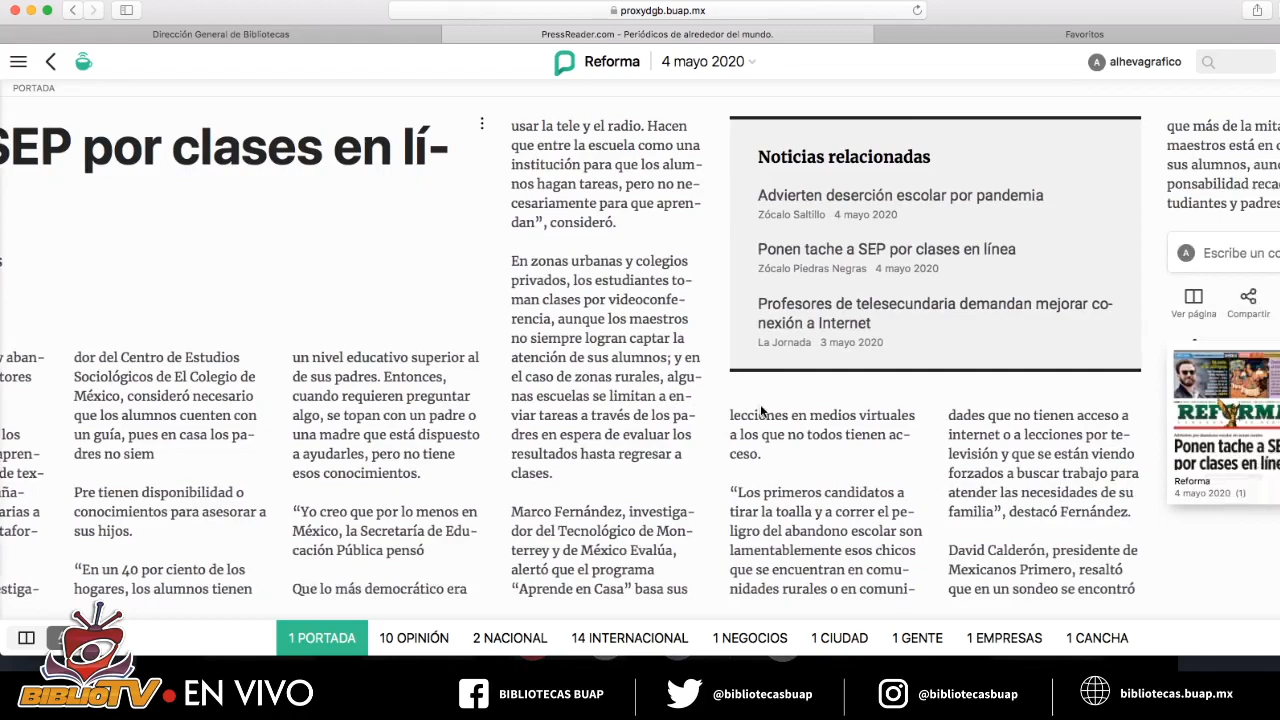 proxydgb.buap.mx
Dirección General de Bibliotecas
PressReader.com - Periódicos de alrededor del mundo.
Favoritos
Reforma
4 mayo 2020
A alhevagrafico
PORTADA
SEP por clases en lí-
s
y aban-
tores
los
pren-
de tex-
ña-
arias a
tafor-
estiga-
dor del Centro de Estudios
Sociológicos de El Colegio de
México, consideró necesario
que los alumnos cuenten con
un guía, pues en casa los pa-
dres no siem
Pre tienen disponibilidad o
conocimientos para asesorar a
sus hijos.
“En un 40 por ciento de los
hogares, los alumnos tienen
un nivel educativo superior al
de sus padres. Entonces,
cuando requieren preguntar
algo, se topan con un padre o
una madre que está dispuesto
a ayudarles, pero no tiene
esos conocimientos.
“Yo creo que por lo menos en
México, la Secretaría de Edu-
cación Pública pensó
Que lo más democrático era
usar la tele y el radio. Hacen
que entre la escuela como una
institución para que los alum-
nos hagan tareas, pero no ne-
cesariamente para que apren-
dan”, consideró.
En zonas urbanas y colegios
privados, los estudiantes to-
man clases por videoconfe-
rencia, aunque los maestros
no siempre logran captar la
atención de sus alumnos; y en
el caso de zonas rurales, algu-
nas escuelas se limitan a en-
viar tarea a través de los pa-
dres en espera de evaluar los
resultados hasta regresar a
clases.
Marco Fernández, investiga-
dor del Tecnológico de Mon-
terrey y de México Evalúa,
alertó que el programa
“Aprende en Casa” basa sus
Noticias relacionadas
Advierten deserción escolar por pandemia
Zócalo Saltillo 4 mayo 2020
Ponen tache a SEP por clases en línea
Zócalo Piedras Negras 4 mayo 2020
Profesores de telesecundaria demandan mejorar co-
nexión a Internet
La Jornada 3 mayo 2020
lecciones en medios virtuales
a los que no todos tienen ac-
ceso.
“Los primeros candidatos a
tirar la toalla y a correr el pe-
ligro del abandono escolar son
lamentablemente esos chicos
que se encuentran en comu-
nidades rurales o en comuni-
dades que no tienen acceso a
internet o a lecciones por te-
levisión y que se están viendo
forzados a buscar trabajo para
atender las necesidades de su
familia”, destacó Fernández.
David Calderón, presidente de
Mexicanos Primero, resaltó
que en un sondeo se encontró
que más de la mita
maestros está en c
sus alumnos, aun
ponsabilidad reca
tudiantes y padres
A Escribe un co
Ver página
Compartir
REFORMA
Ponen tache a SE
por clases en líne
Reforma
4 mayo 2020 (1)
1 PORTADA
10 OPINIÓN
2 NACIONAL
14 INTERNACIONAL
1 NEGOCIOS
1 CIUDAD
1 GENTE
1 EMPRESAS
1 CANCHA
BIBLIOTV
EN VIVO
BIBLIOTECAS BUAP
@bibliotecasbuap
@bibliotecasbuap
bibliotecas.buap.mx